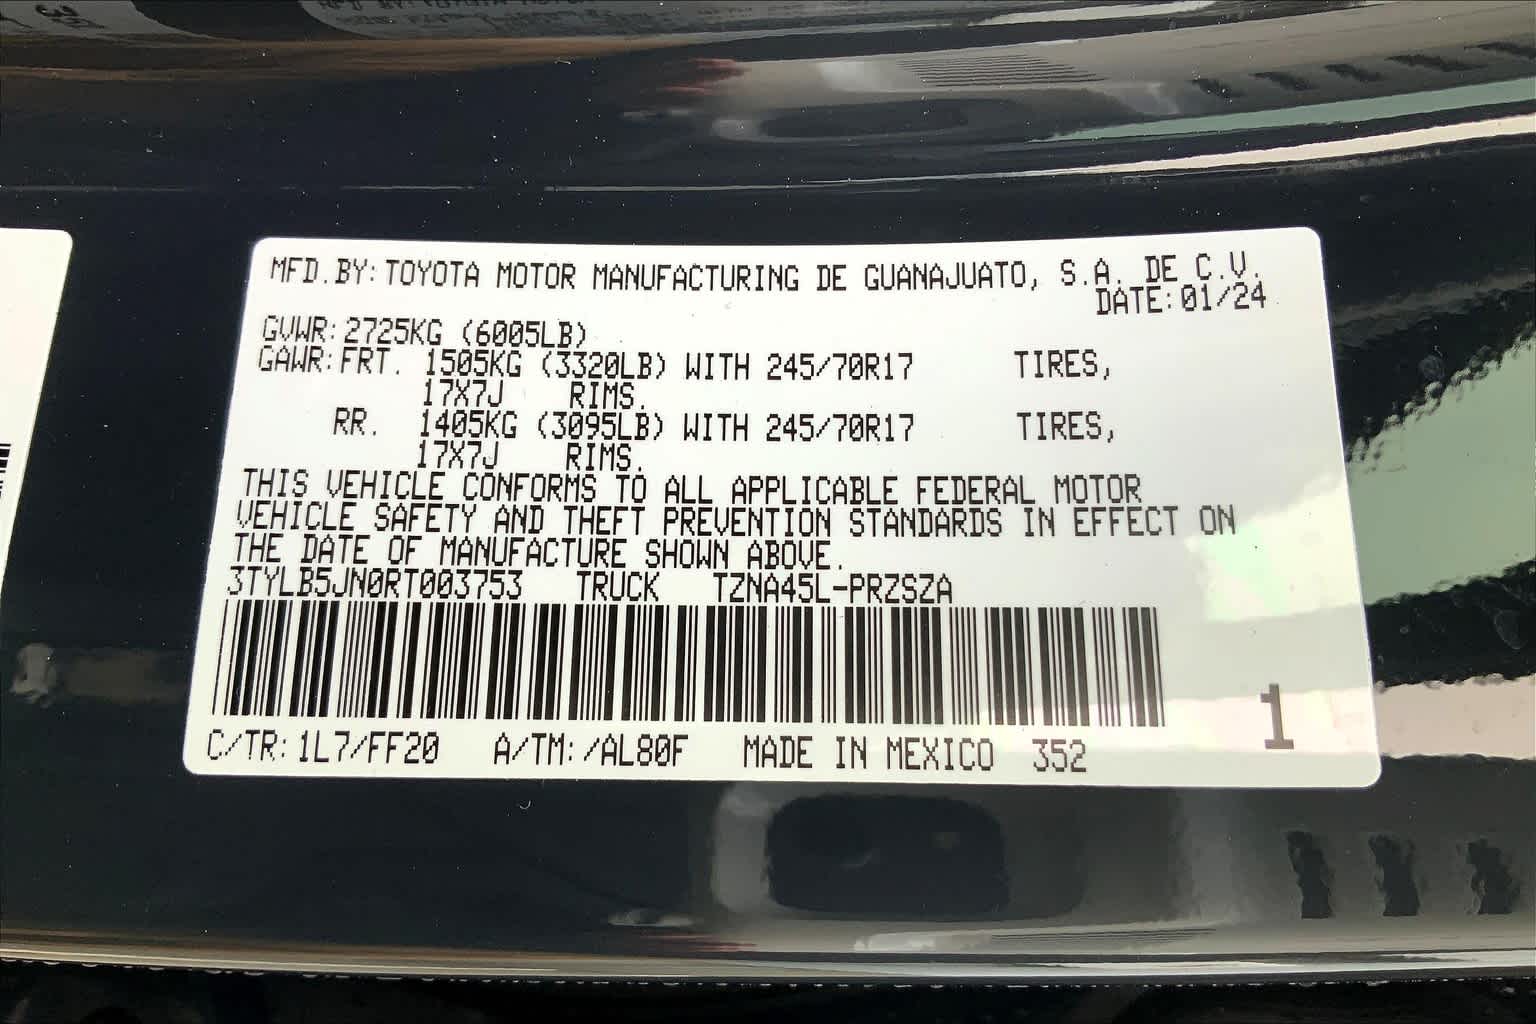 MFD.BY:TOYOTA MOTOR MANUFACTURING DE GUANAJUATO, S.A. DE C.V.
DATE:01/24
GVWR:2725KG (6005LB)
GAWR:FRT. 1505KG (3320LB) WITH 245/70R17 TIRES,
17X7J RIMS.
RR. 1405KG (3095LB) WITH 245/70R17 TIRES,
17X7J RIMS.
THIS VEHICLE CONFORMS TO ALL APPLICABLE FEDERAL MOTOR
VEHICLE SAFETY AND THEFT PREVENTION STANDARDS IN EFFECT ON
THE DATE OF MANUFACTURE SHOWN ABOVE.
3TYLB5JN0RT003753 TRUCK TZNA45L-PRZSZA
C/TR:1L7/FF20 A/TM:/AL80F MADE IN MEXICO 352
1